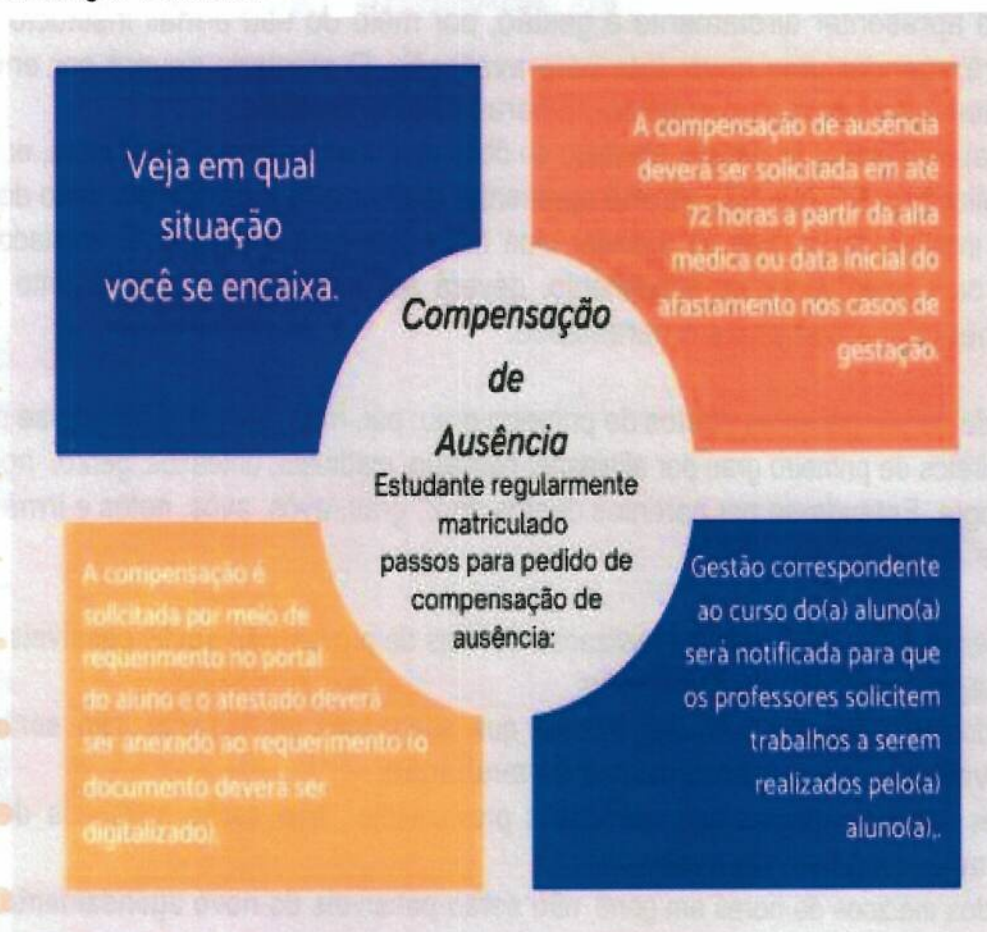 Veja em qual
situação
você se encaixa.
A compensação de ausência
deverá ser solicitada em até
72 horas a partir da alta
médica ou data inicial do
afastamento nos casos de
gestação.
Compensação
de
Ausência
Estudante regularmente
matriculado
passos para pedido de
compensação de
ausência:
A compensação é
solicitada por meio de
requerimento no portal
do aluno e o atestado deverá
ser anexado ao requerimento (o
documento deverá ser
digitalizado).
Gestão correspondente
ao curso do(a) aluno(a)
será notificada para que
os professores solicitem
trabalhos a serem
realizados pelo(a)
aluno(a),.